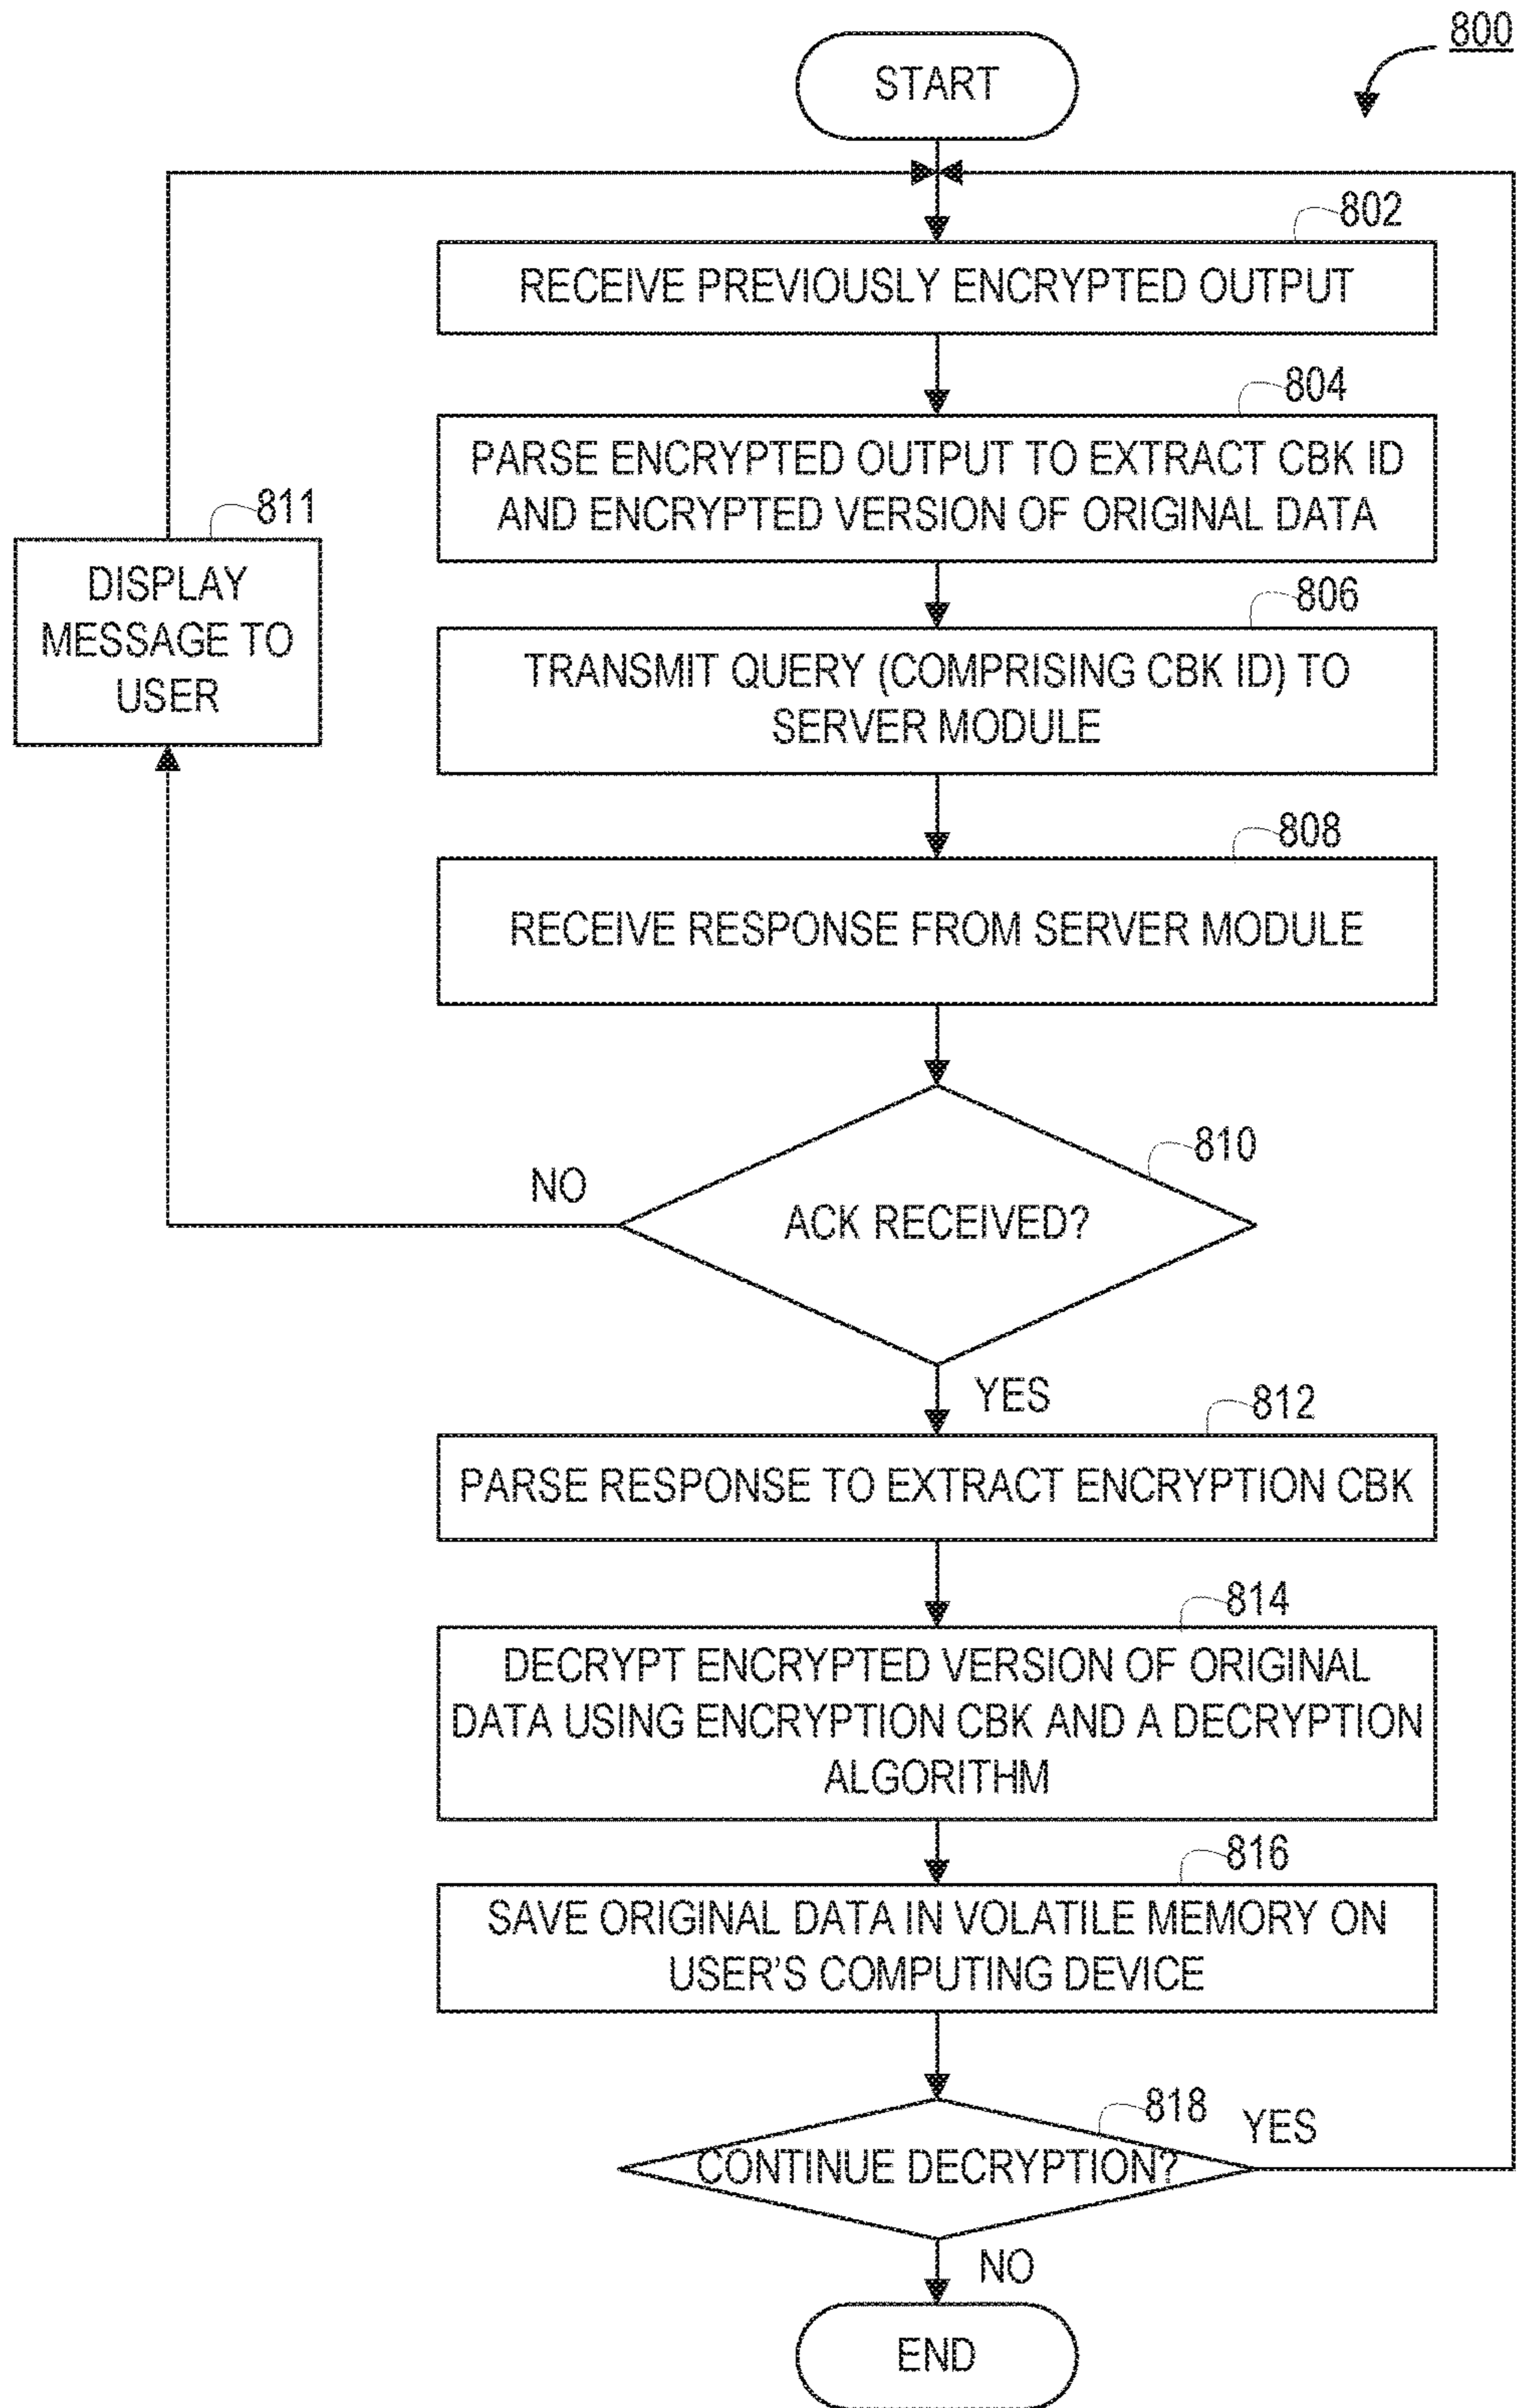 800
START
802
RECEIVE PREVIOUSLY ENCRYPTED OUTPUT
804
PARSE ENCRYPTED OUTPUT TO EXTRACT CBK ID
AND ENCRYPTED VERSION OF ORIGINAL DATA
811
DISPLAY
MESSAGE TO
USER
806
TRANSMIT QUERY (COMPRISING CBK ID) TO
SERVER MODULE
808
RECEIVE RESPONSE FROM SERVER MODULE
810
NO
ACK RECEIVED?
YES
812
PARSE RESPONSE TO EXTRACT ENCRYPTION CBK
814
DECRYPT ENCRYPTED VERSION OF ORIGINAL
DATA USING ENCRYPTION CBK AND A DECRYPTION
ALGORITHM
816
SAVE ORIGINAL DATA IN VOLATILE MEMORY ON
USER'S COMPUTING DEVICE
818
YES
CONTINUE DECRYPTION?
NO
END